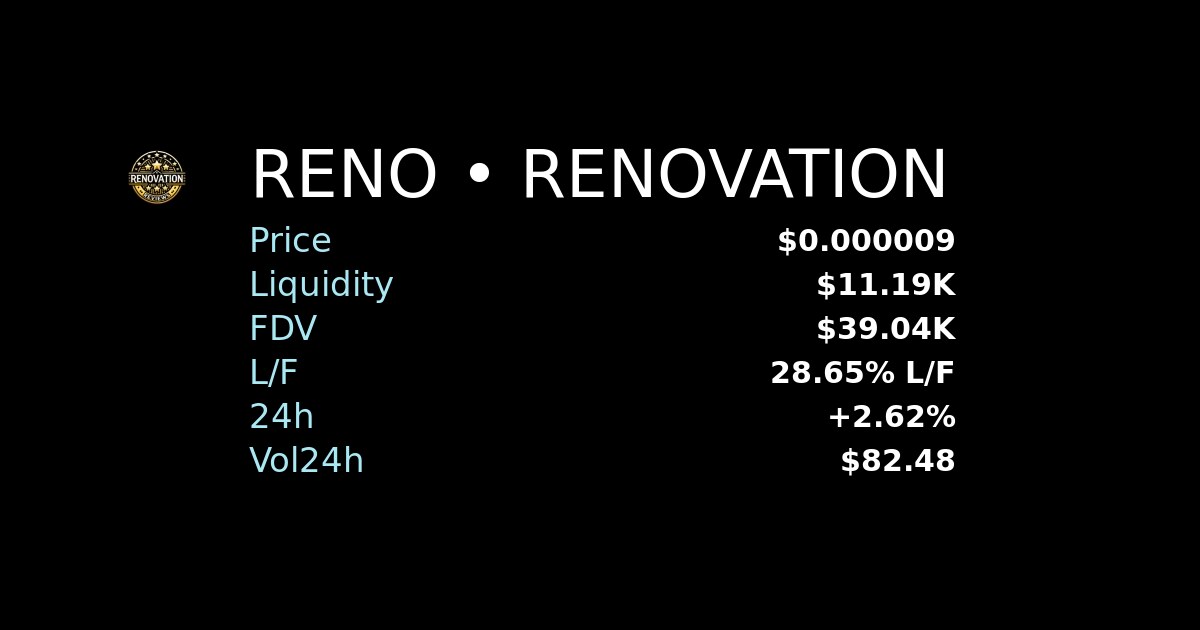 RENOVATION
REVIEWS
RENO • RENOVATION
Price $0.000009
Liquidity $11.19K
FDV $39.04K
L/F 28.65% L/F
24h +2.62%
Vol24h $82.48